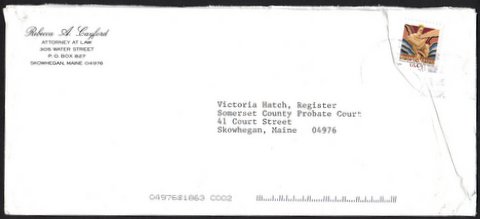 Rebecca A. Cayford
ATTORNEY AT LAW
305 WATER STREET
P. O. BOX 827
SKOWHEGAN, MAINE 04976
Victoria Hatch, Register
Somerset County Probate Court
41 Court Street
Skowhegan, Maine 04976
04976@1863 C002